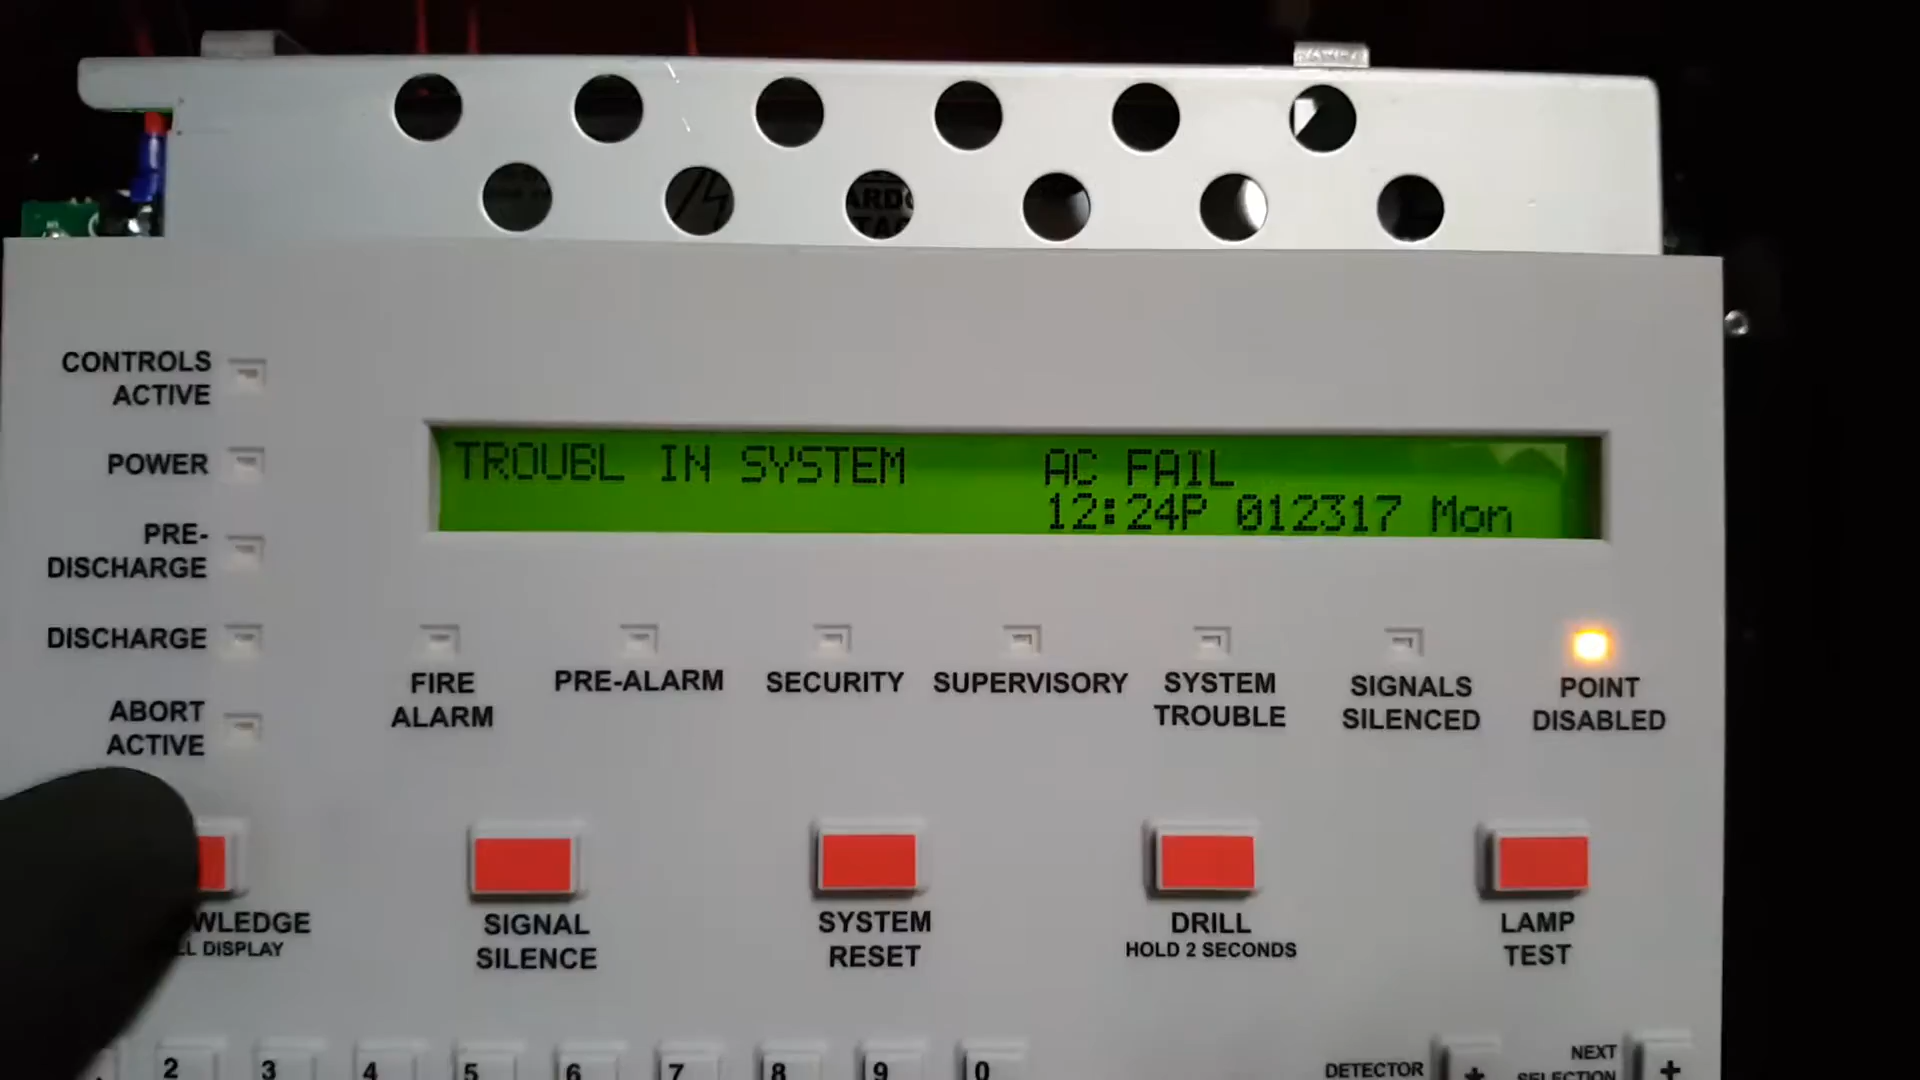 CONTROLS
ACTIVE
POWER
PRE-
DISCHARGE
DISCHARGE
ABORT
ACTIVE
TROUBL IN SYSTEM AC FAIL
12:24P 012317 Mon
FIRE
ALARM
PRE-ALARM
SECURITY
SUPERVISORY
SYSTEM
TROUBLE
SIGNALS
SILENCED
POINT
DISABLED
WLEDGE
LL DISPLAY
SIGNAL
SILENCE
SYSTEM
RESET
DRILL
HOLD 2 SECONDS
LAMP
TEST
2 3 4 5 6 7 8 9 0
DETECTOR
+
NEXT
SELECTION
+